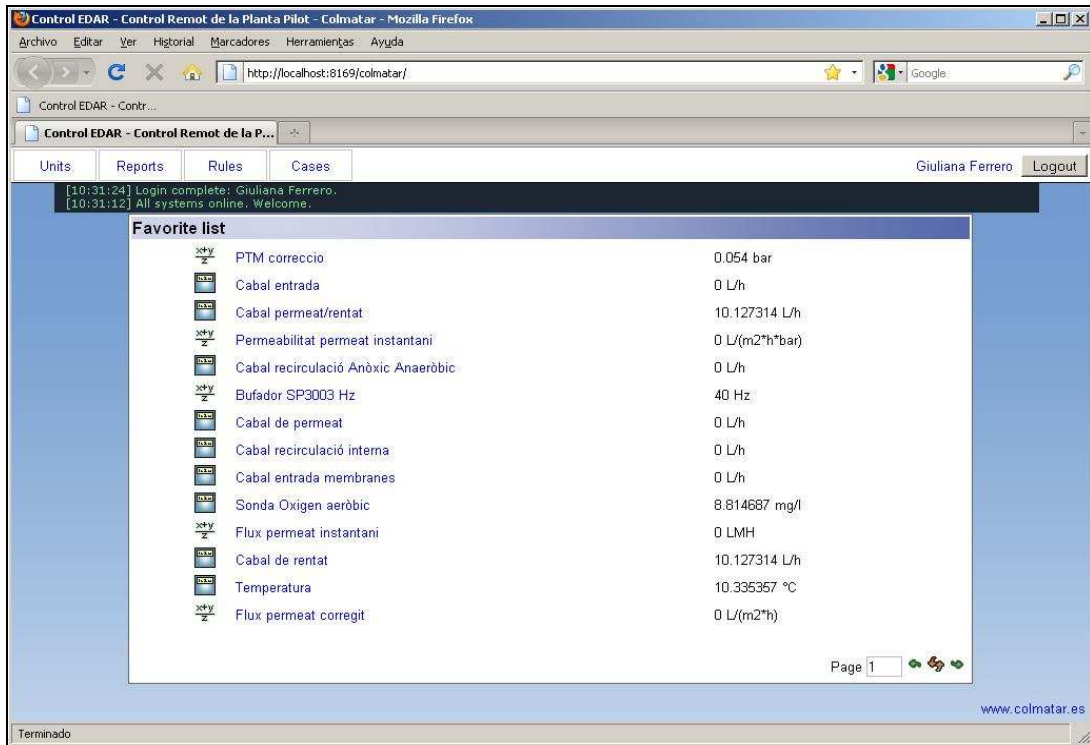 Control EDAR - Control Remot de la Planta Pilot - Colmatar - Mozilla Firefox
Archivo Editar Ver Historial Marcadores Herramientas Ayuda
http://localhost:8169/colmatar/ Google
Control EDAR - Contr...
Control EDAR - Control Remot de la P...
Units Reports Rules Cases Giuliana Ferrero Logout
[10:31:24] Login complete: Giuliana Ferrero.
[10:31:12] All systems online. Welcome.
Favorite list
x+y/z PTM correccio 0.054 bar
Cabal entrada 0 L/h
Cabal permeat/rentat 10.127314 L/h
x+y/z Permeabilitat permeat instantani 0 L/(m2*h*bar)
Cabal recirculació Anòxic Anaeròbic 0 L/h
x+y/z Bufador SP3003 Hz 40 Hz
Cabal de permeat 0 L/h
Cabal recirculació interna 0 L/h
Cabal entrada membranes 0 L/h
Sonda Oxigen aeròbic 8.814687 mg/l
x+y/z Flux permeat instantani 0 LMH
Cabal de rentat 10.127314 L/h
Temperatura 10.335357 °C
x+y/z Flux permeat corregit 0 L/(m2*h)
Page 1
www.colmatar.es
Terminado